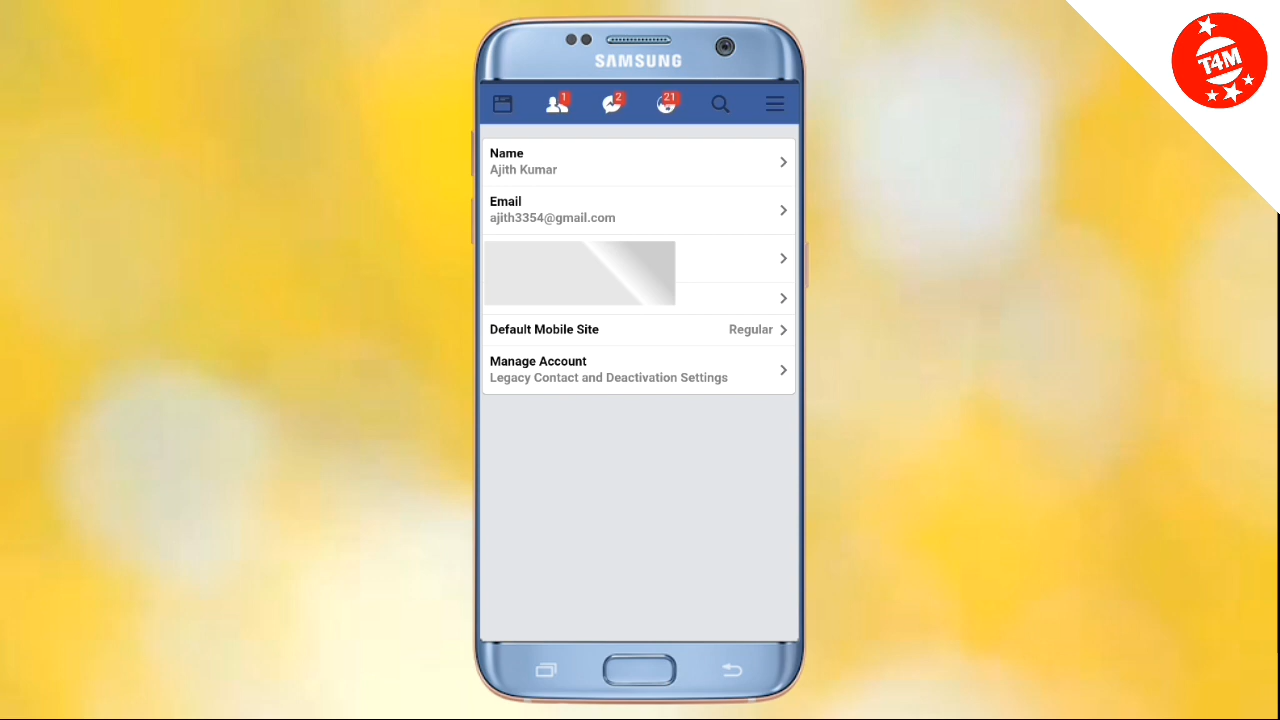 T4M
SAMSUNG
1
2
21
Name
Ajith Kumar
Email
ajith3354@gmail.com
Default Mobile Site
Regular
Manage Account
Legacy Contact and Deactivation Settings